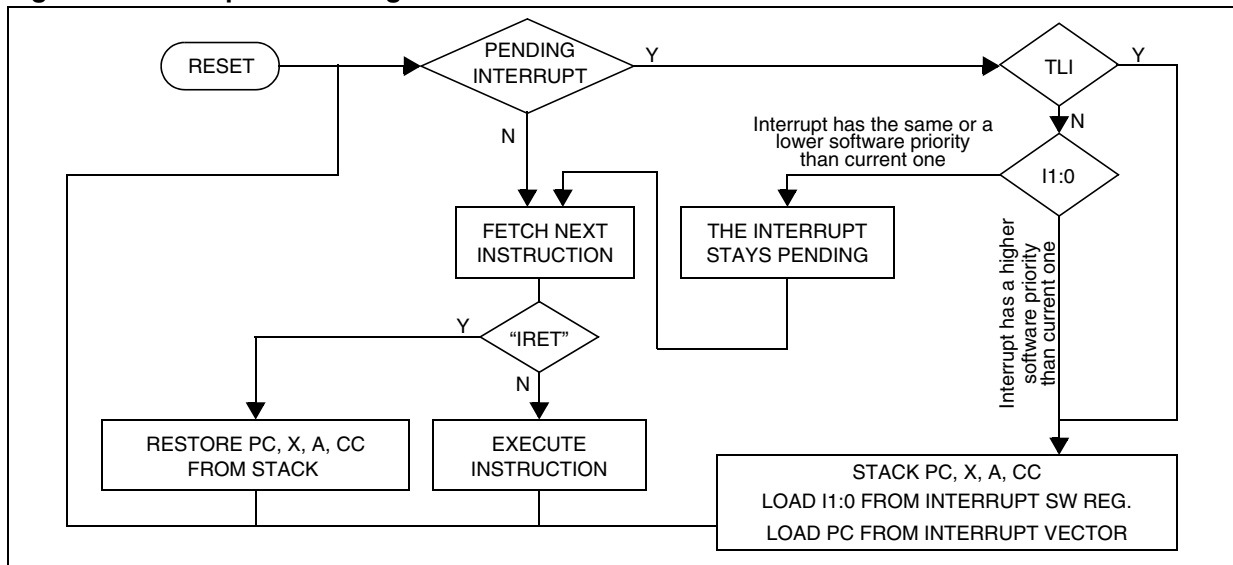 RESET
PENDING
INTERRUPT
Y
TLI
Y
N
N
Interrupt has the same or a
lower software priority
than current one
I1:0
FETCH NEXT
INSTRUCTION
THE INTERRUPT
STAYS PENDING
Interrupt has a higher
software priority
than current one
Y
“IRET”
N
RESTORE PC, X, A, CC
FROM STACK
EXECUTE
INSTRUCTION
STACK PC, X, A, CC
LOAD I1:0 FROM INTERRUPT SW REG.
LOAD PC FROM INTERRUPT VECTOR